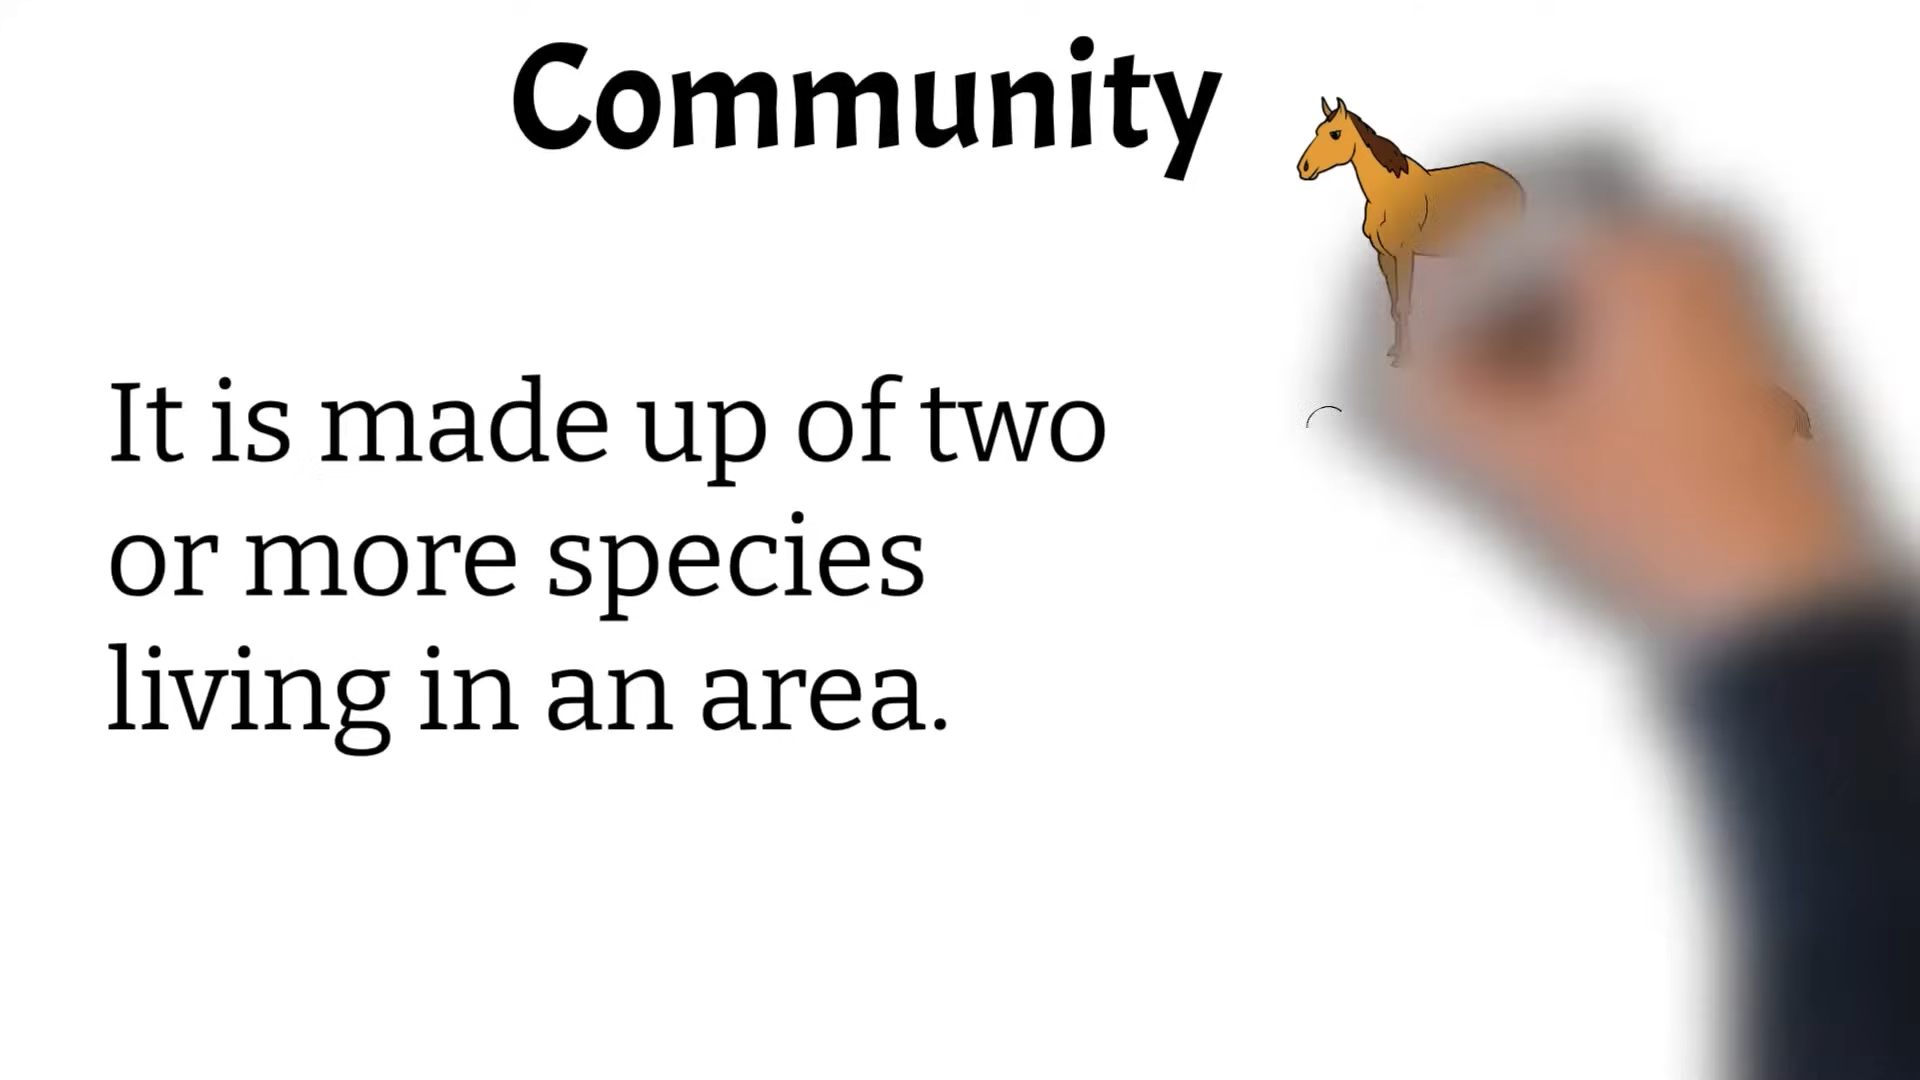 Community
It is made up of two
or more species
living in an area.